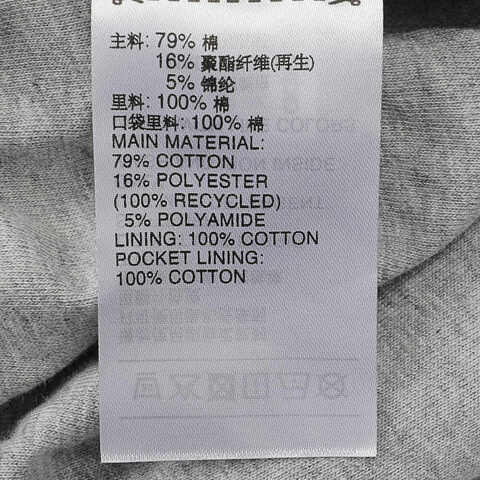 主料: 79% 棉
16% 聚酯纤维(再生)
5% 锦纶
里料: 100% 棉
口袋里料: 100% 棉
MAIN MATERIAL:
79% COTTON
16% POLYESTER
(100% RECYCLED)
5% POLYAMIDE
LINING: 100% COTTON
POCKET LINING:
100% COTTON